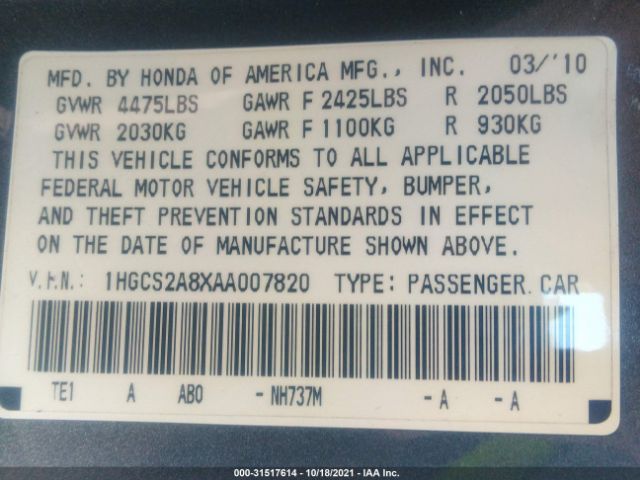 MFD. BY HONDA OF AMERICA MFG., INC. 03/'10
GVWR 4475LBS GAWR F 2425LBS R 2050LBS
GVWR 2030KG GAWR F 1100KG R 930KG
THIS VEHICLE CONFORMS TO ALL APPLICABLE
FEDERAL MOTOR VEHICLE SAFETY, BUMPER,
AND THEFT PREVENTION STANDARDS IN EFFECT
ON THE DATE OF MANUFACTURE SHOWN ABOVE.
V.I.N.: 1HGCS2A8XAA007820 TYPE: PASSENGER CAR
TE1 A AB0 - NH737M - A - A
000-31517614 - 10/18/2021 - IAA Inc.